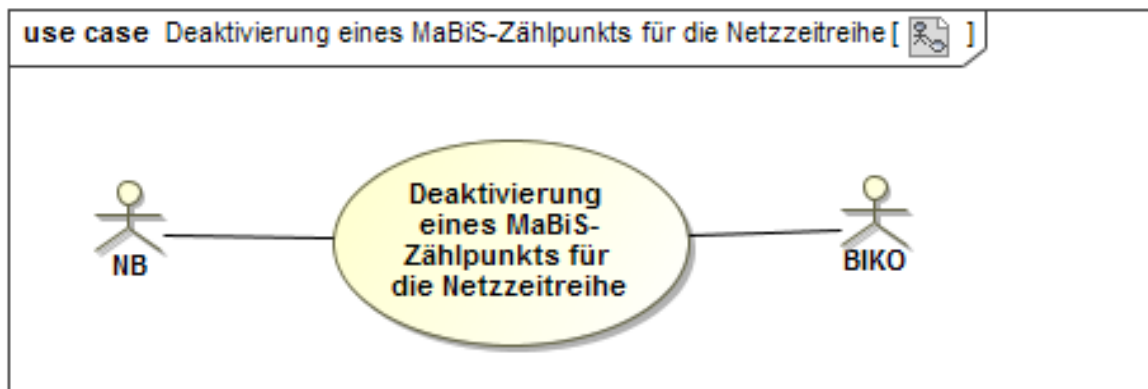 use case Deaktivierung eines MaBiS-Zählpunkts für die Netzzeitreihe [ ]
Deaktivierung
eines MaBiS-
Zählpunkts für
die Netzzeitreihe
NB
BIKO